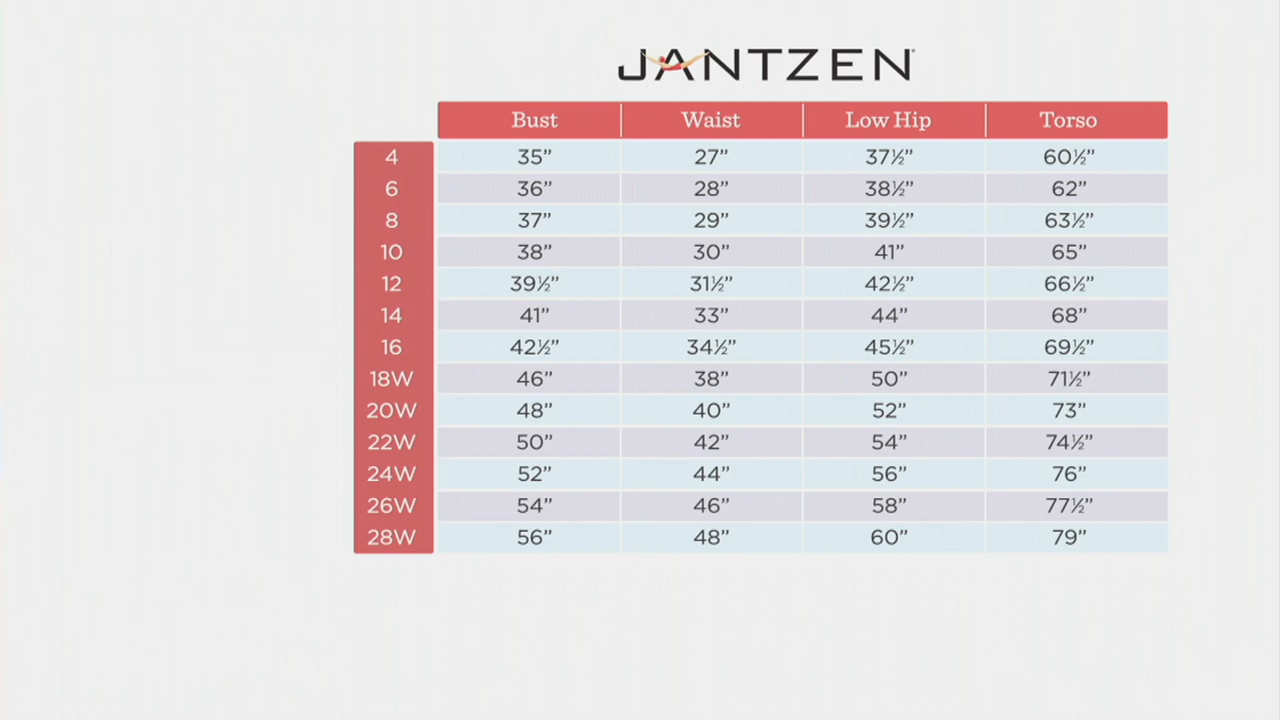 JANTZEN
Bust Waist Low Hip Torso
4 35” 27” 37½” 60½”
6 36” 28” 38½” 62”
8 37” 29” 39½” 63½”
10 38” 30” 41” 65”
12 39½” 31½” 42½” 66½”
14 41” 33” 44” 68”
16 42½” 34½” 45½” 69½”
18W 46” 38” 50” 71½”
20W 48” 40” 52” 73”
22W 50” 42” 54” 74½”
24W 52” 44” 56” 76”
26W 54” 46” 58” 77½”
28W 56” 48” 60” 79”